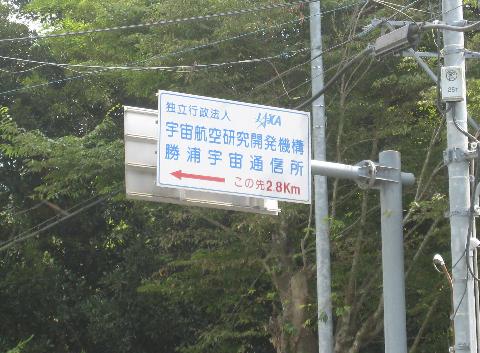 独立行政法人 JAXA
宇宙航空研究開発機構
勝浦宇宙通信所
この先2.8Km